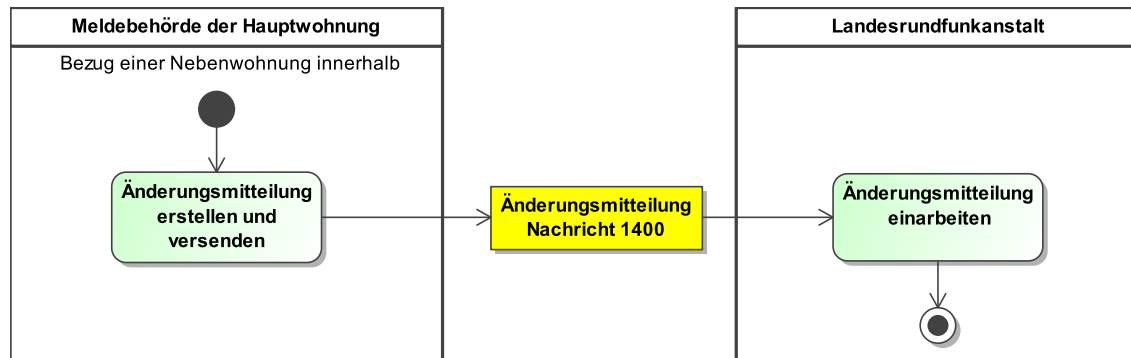 Meldebehörde der Hauptwohnung
Bezug einer Nebenwohnung innerhalb
Änderungsmitteilung
erstellen und
versenden
Änderungsmitteilung
Nachricht 1400
Landesrundfunkanstalt
Änderungsmitteilung
einarbeiten